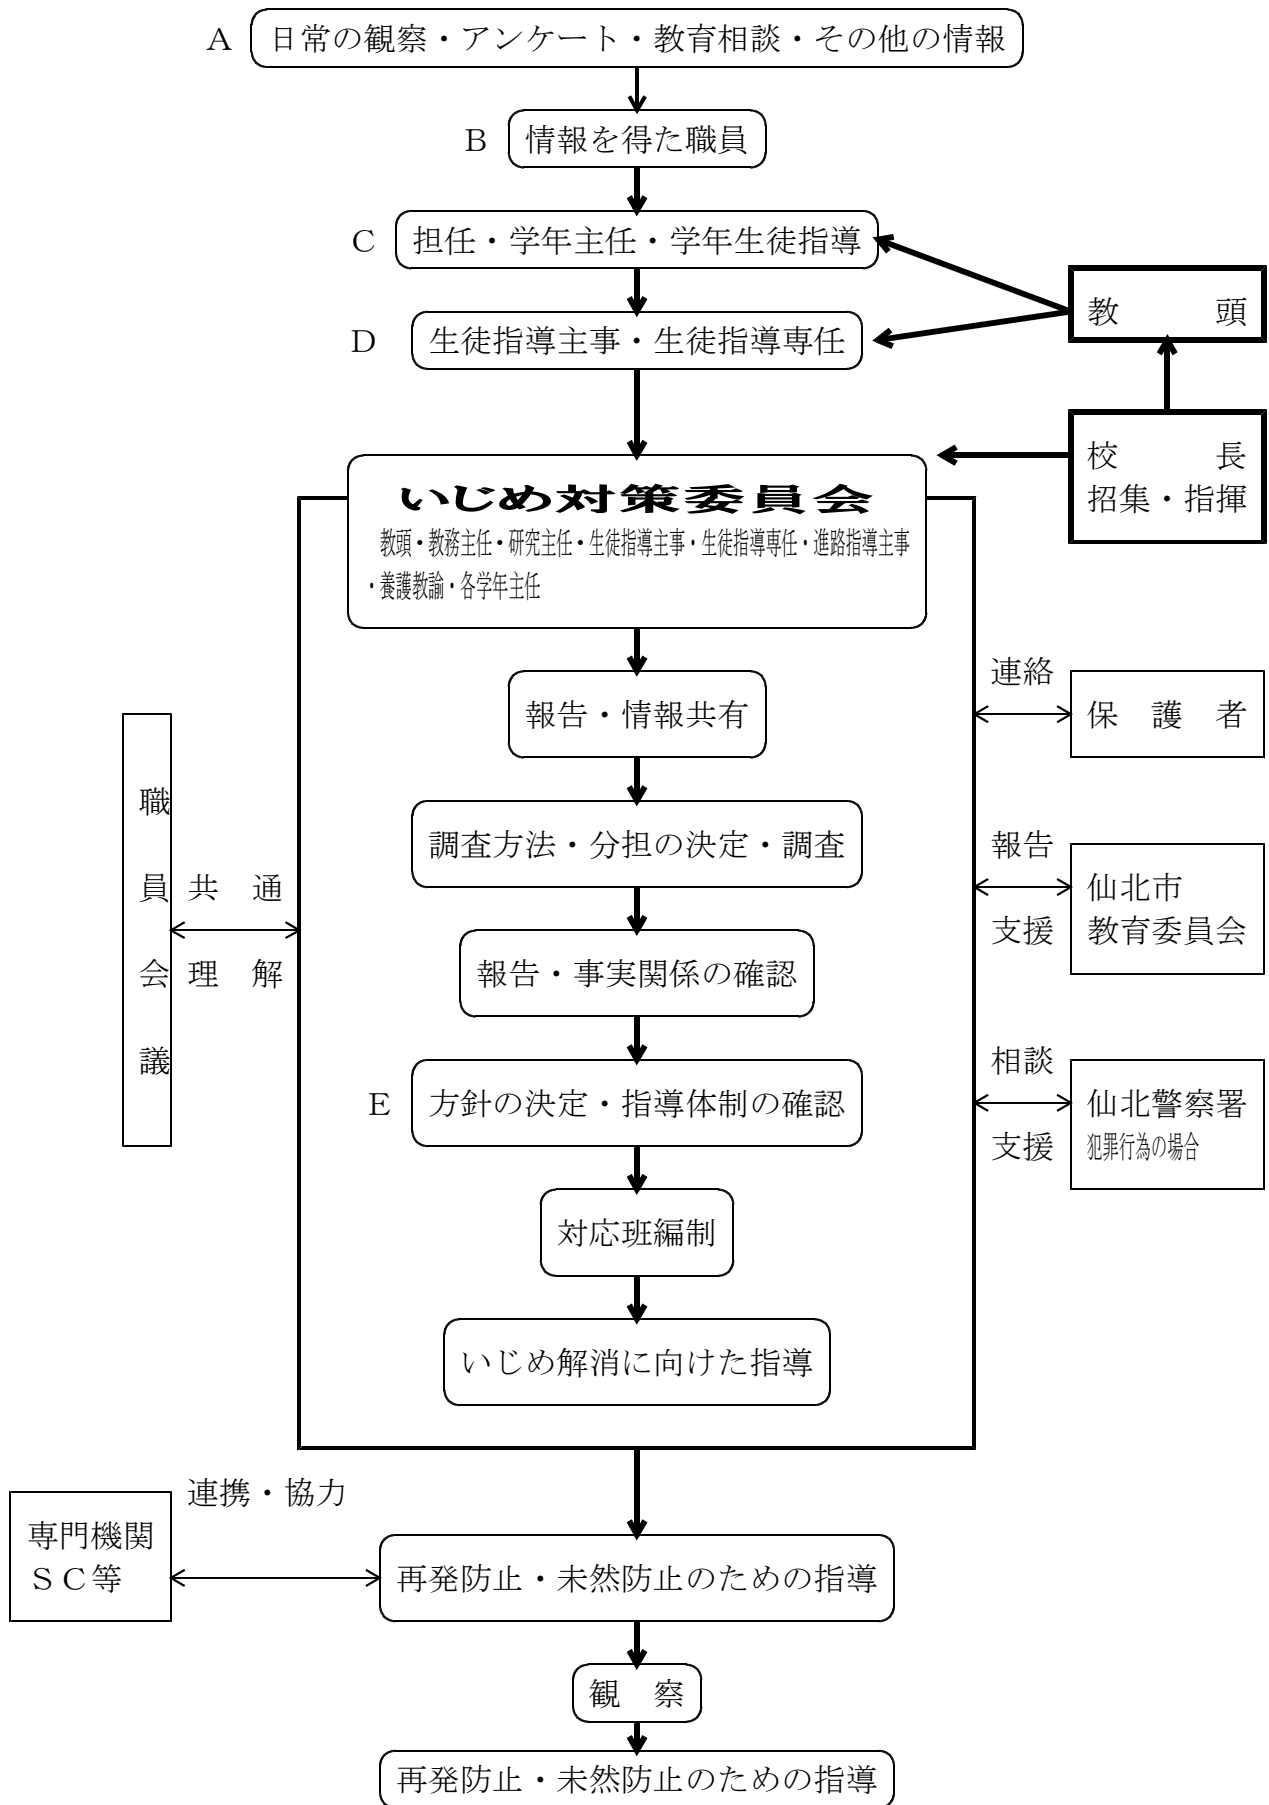 A 日常の観察・アンケート・教育相談・その他の情報
B 情報を得た職員
C 担任・学年主任・学年生徒指導
教　頭
D 生徒指導主事・生徒指導専任
校　長
招集・指揮
いじめ対策委員会
教頭・教務主任・研究主任・生徒指導主事・生徒指導専任・進路指導主事
・養護教諭・各学年主任
連絡
保　護　者
報告・情報共有
職員会議
共　通
理　解
調査方法・分担の決定・調査
報告
支援
仙北市
教育委員会
報告・事実関係の確認
相談
支援
仙北警察署
犯罪行為の場合
E 方針の決定・指導体制の確認
対応班編制
いじめ解消に向けた指導
連携・協力
専門機関
ＳＣ等
再発防止・未然防止のための指導
観　察
再発防止・未然防止のための指導